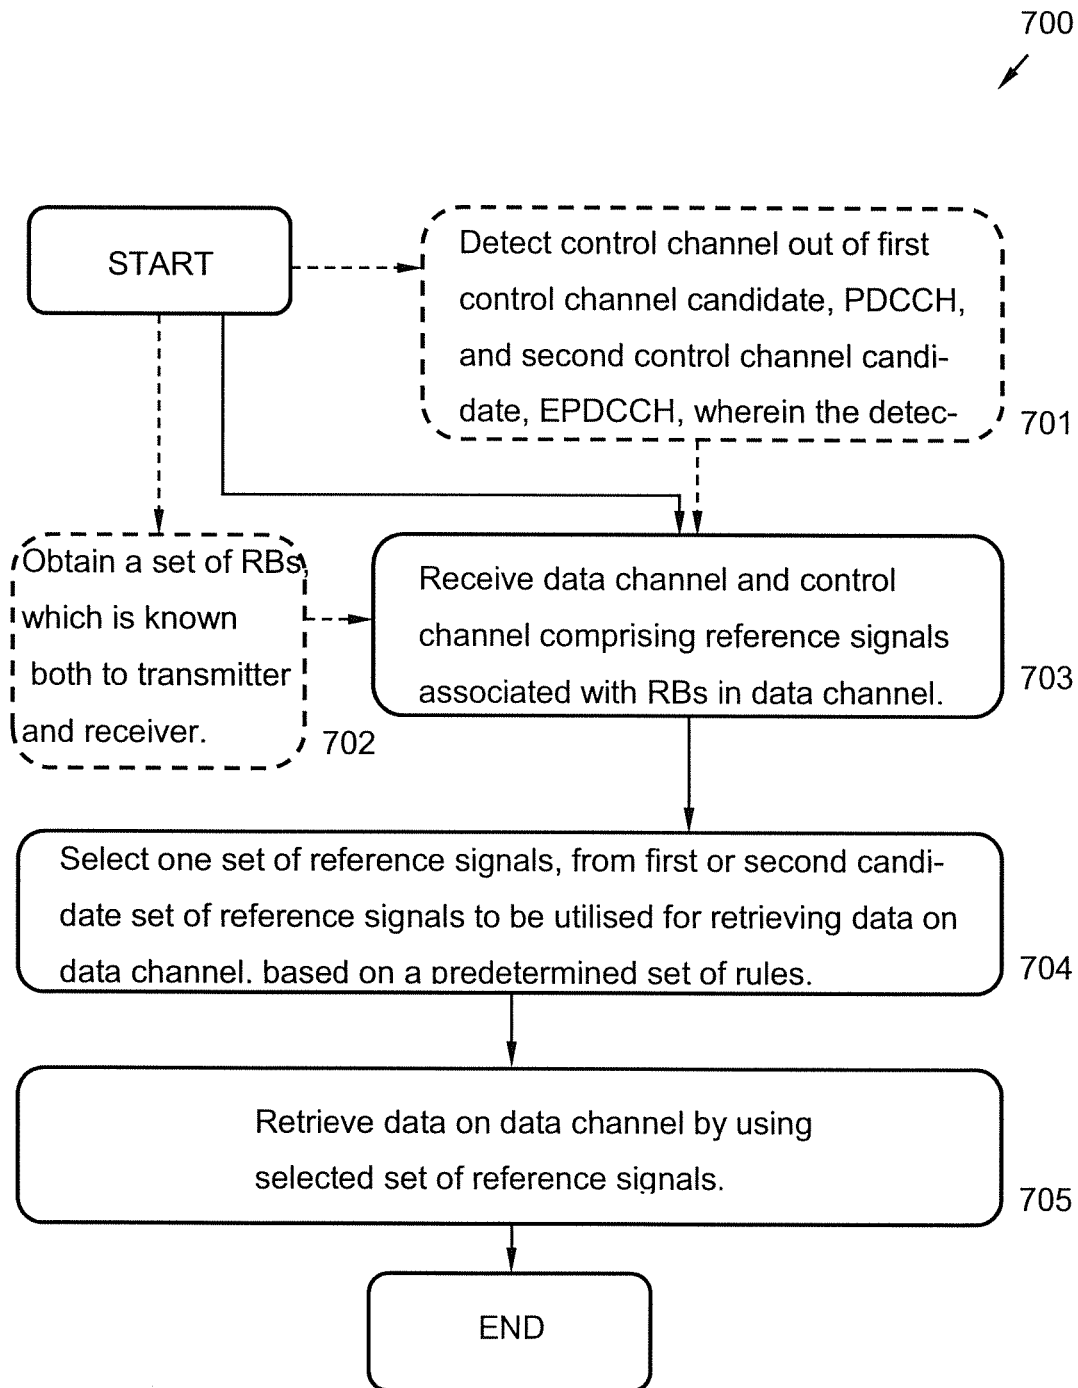 700
START
Detect control channel out of first
control channel candidate, PDCCH,
and second control channel candi-
date, EPDCCH, wherein the detec-
701
Obtain a set of RBs,
which is known
both to transmitter
and receiver.
702
Receive data channel and control
channel comprising reference signals
associated with RBs in data channel.
703
Select one set of reference signals, from first or second candi-
date set of reference signals to be utilised for retrieving data on
data channel, based on a predetermined set of rules.
704
Retrieve data on data channel by using
selected set of reference signals.
705
END